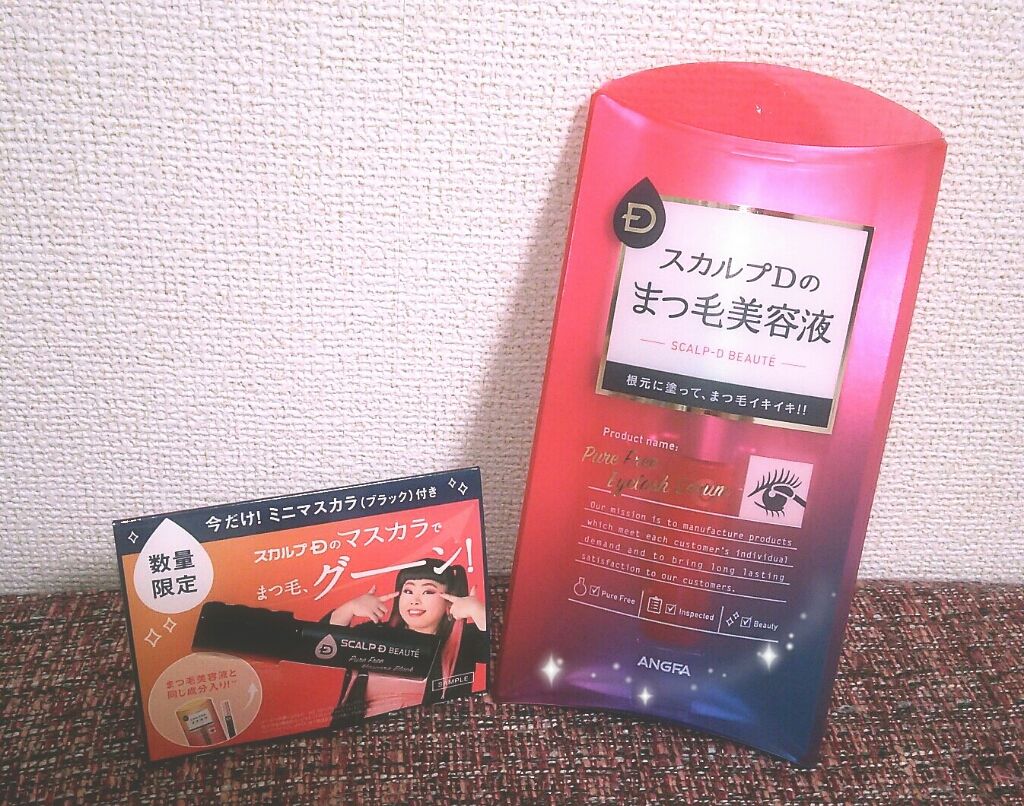 今だけ! ミニマスカラ(ブラック)付き
数量
限定
スカルプDのマスカラで
まつ毛、グーン!
SCALP-D BEAUTÉ
Pure Free
Mascara Black
まつ毛美容液と
同じ成分入り!
SAMPLE
D
スカルプDの
まつ毛美容液
SCALP-D BEAUTÉ
根元に塗って、まつ毛イキイキ!!
Product name:
Pure Free
Eyelash Serum
Our mission is to manufacture products
which meet each customer's individual
demand and to bring long lasting
satisfaction to our customers.
Pure Free
Inspected
Beauty
ANGFA